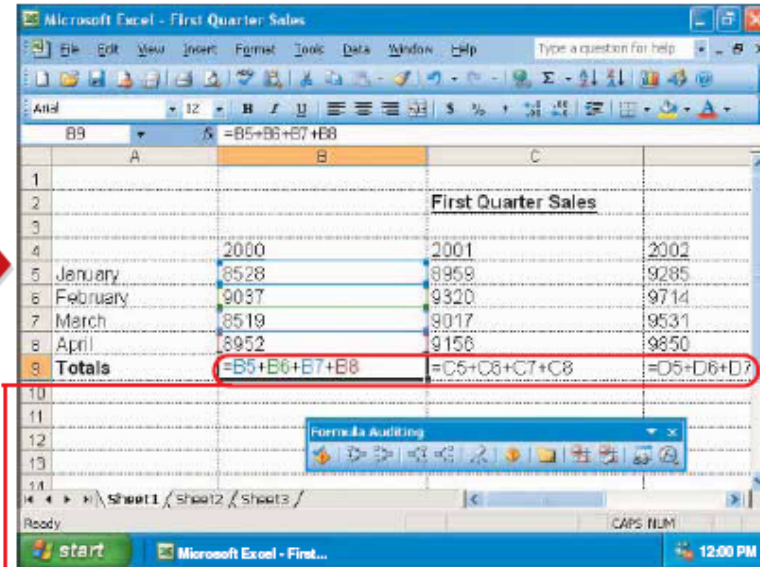 Microsoft Excel - First Quarter Sales
File Edit View Insert Format Tools Data Window Help Type a question for help
Arial 12 B I U $ % ,
B9 fx =B5+B6+B7+B8
A B C
1
2 First Quarter Sales
3
4 2000 2001 2002
5 January 8528 8959 9285
6 February 9037 9320 9714
7 March 8519 9017 9531
8 April 8952 9156 9850
9 Totals =B5+B6+B7+B8 =C5+C6+C7+C8 =D5+D6+D7
10
11
Formula Auditing
12
13
14
Sheet1 / Sheet2 / Sheet3 /
Ready CAPS NUM
start Microsoft Excel - First... 12:00 PM